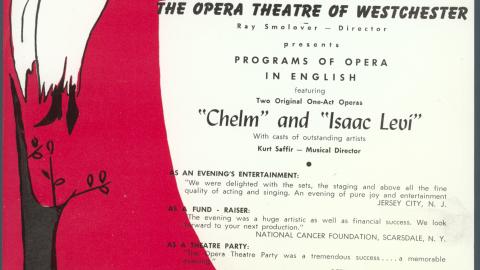 THE OPERA THEATRE OF WESTCHESTER
Ray Smolover — Director
presents
PROGRAMS OF OPERA
IN ENGLISH
featuring
Two Original One-Act Operas
"Chelm" and "Isaac Levi"
With casts of outstanding artists
Kurt Saffir — Musical Director
AS AN EVENING'S ENTERTAINMENT:
"We were delighted with the sets, the staging and above all the fine
quality of acting and singing. An evening of pure joy and entertainment
JERSEY CITY, N. J.
AS A FUND - RAISER:
"The evening was a huge artistic as well as financial success. We look
forward to your next production."
NATIONAL CANCER FOUNDATION, SCARSDALE, N. Y.
AS A THEATRE PARTY:
"The Opera Theatre Party was a tremendous success.... a memorable
evening."